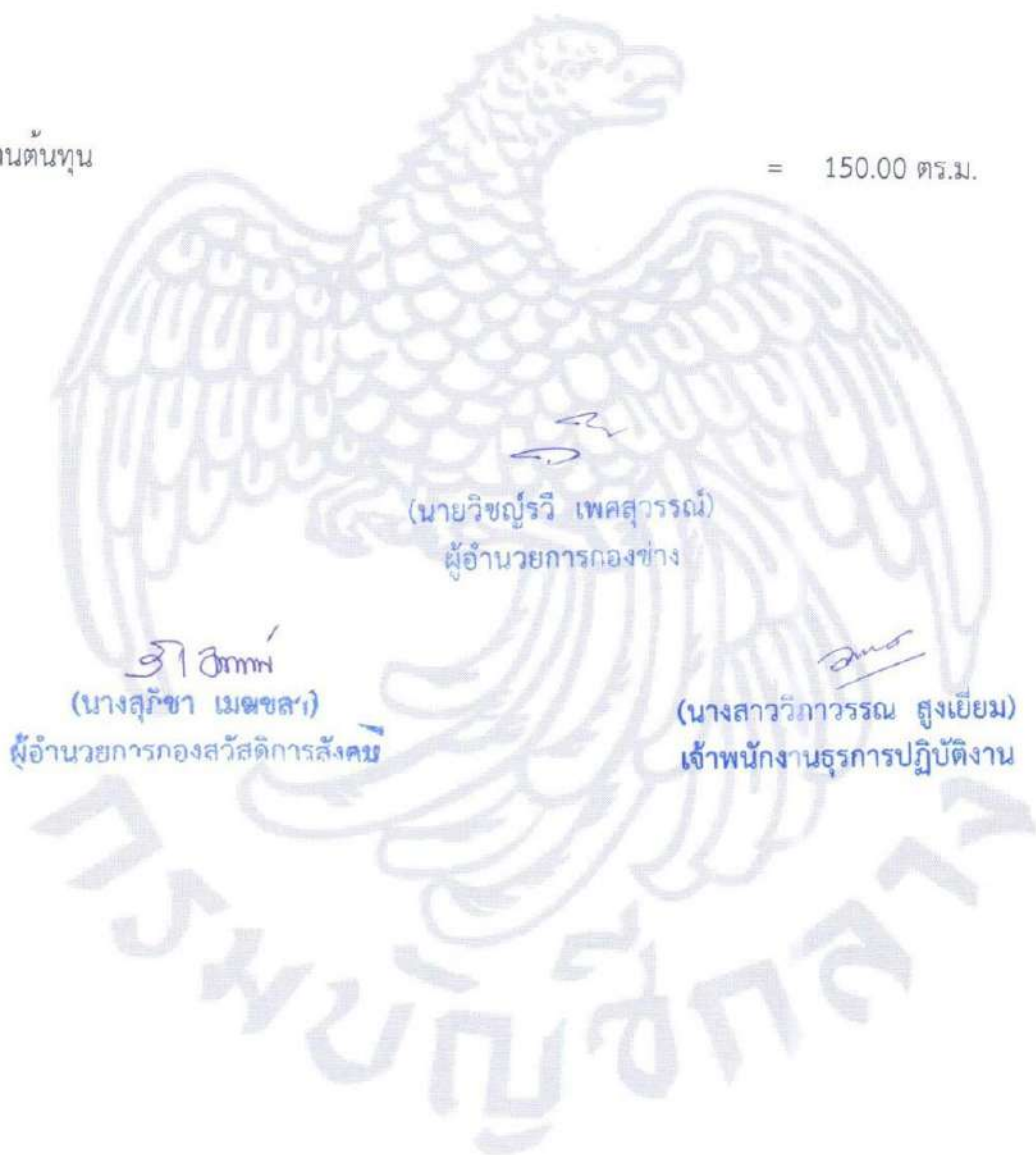 นต้นทุน = 150.00 ตร.ม.
(นายวิชญ์รวี เพศสุวรรณ์)
ผู้อำนวยการกองช่าง
(นางสุภิชา เมฆขลา)
ผู้อำนวยการกองสวัสดิการสังคม
(นางสาววิภาวรรณ สูงเยี่ยม)
เจ้าพนักงานธุรการปฏิบัติงาน
กรมบัญชีกลาง